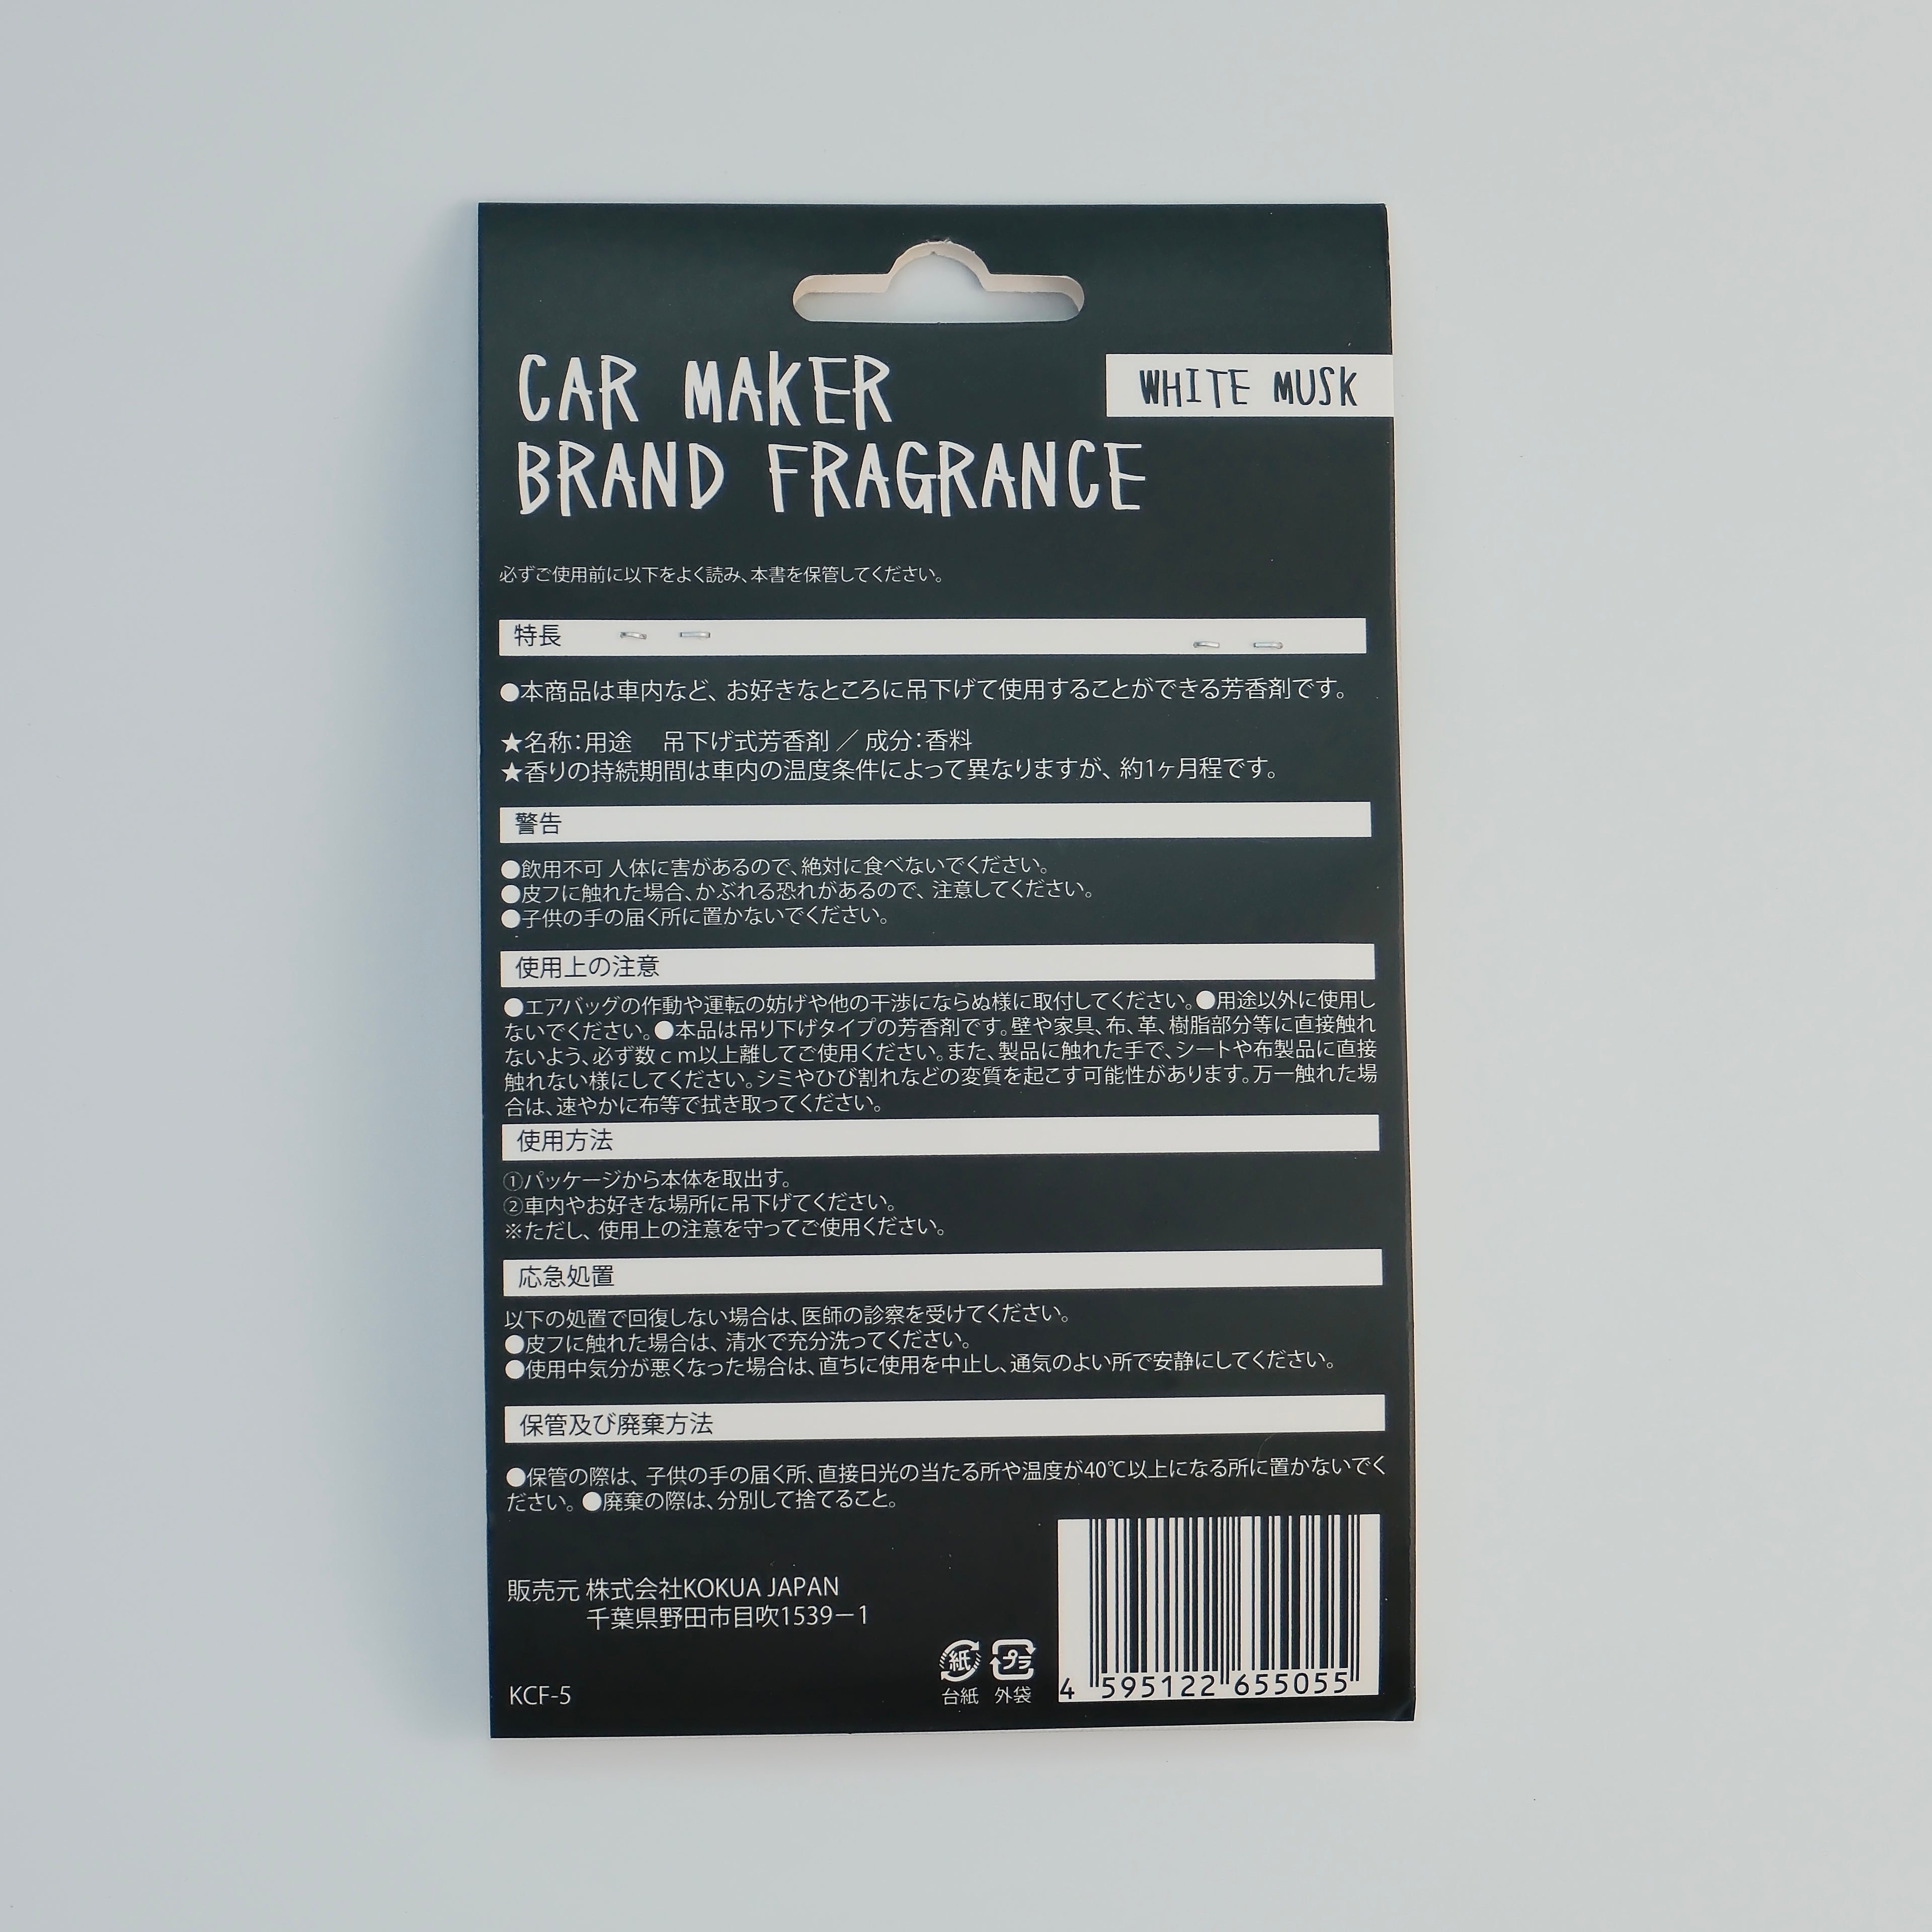 CAR MAKER
BRAND FRAGRANCE
WHITE MUSK
必ずご使用前に以下をよく読み、本書を保管してください。
特長
●本商品は車内など、お好きなところに吊下げて使用することができる芳香剤です。
★名称：用途　吊下げ式芳香剤 ／ 成分：香料
★香りの持続期間は車内の温度条件によって異なりますが、約1ヶ月程です。
警告
●飲用不可 人体に害があるので、絶対に食べないでください。
●皮フに触れた場合、かぶれる恐れがあるので、注意してください。
●子供の手の届く所に置かないでください。
使用上の注意
●エアバッグの作動や運転の妨げや他の干渉にならぬ様に取付してください。●用途以外に使用し
ないでください。●本品は吊り下げタイプの芳香剤です。壁や家具、布、革、樹脂部分等に直接触れ
ないよう、必ず数ｃｍ以上離してご使用ください。また、製品に触れた手で、シートや布製品に直接
触れない様にしてください。シミやひび割れなどの変質を起こす可能性があります。万一触れた場
合は、速やかに布等で拭き取ってください。
使用方法
①パッケージから本体を取出す。
②車内やお好きな場所に吊下げてください。
※ただし、使用上の注意を守ってご使用ください。
応急処置
以下の処置で回復しない場合は、医師の診察を受けてください。
●皮フに触れた場合は、清水で充分洗ってください。
●使用中気分が悪くなった場合は、直ちに使用を中止し、通気のよい所で安静にしてください。
保管及び廃棄方法
●保管の際は、子供の手の届く所、直接日光の当たる所や温度が40℃以上になる所に置かないでく
ださい。●廃棄の際は、分別して捨てること。
販売元 株式会社KOKUA JAPAN
千葉県野田市目吹1539－1
KCF-5
紙
台紙
プラ
外袋
4 595122 655055